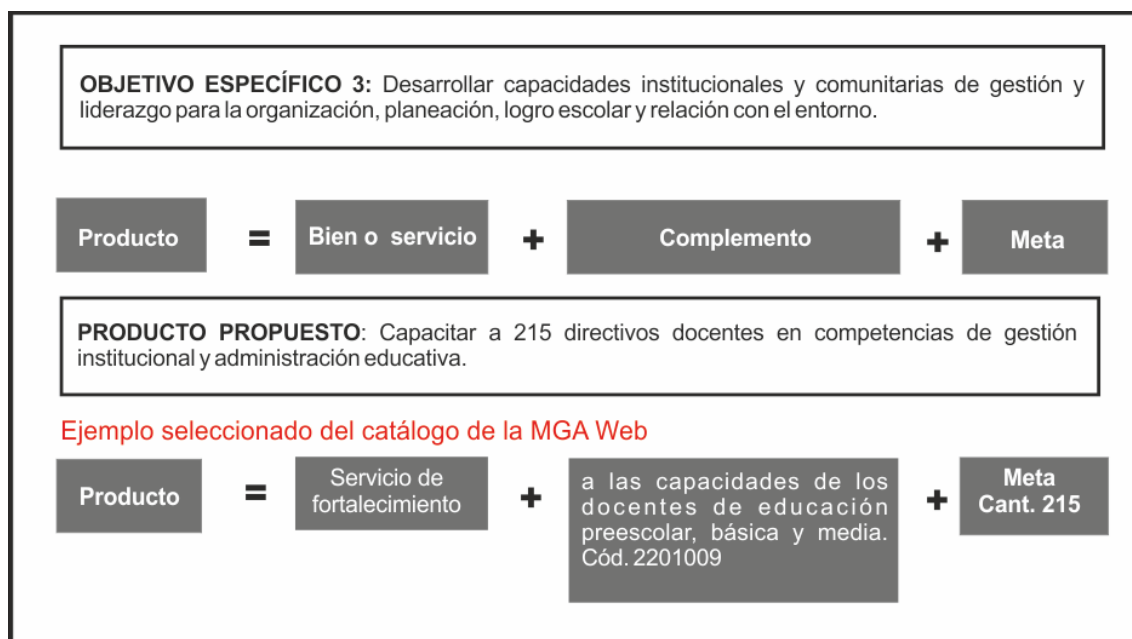 OBJETIVO ESPECÍFICO 3: Desarrollar capacidades institucionales y comunitarias de gestión y
liderazgo para la organización, planeación, logro escolar y relación con el entorno.
Producto = Bien o servicio + Complemento + Meta
PRODUCTO PROPUESTO: Capacitar a 215 directivos docentes en competencias de gestión
institucional y administración educativa.
Ejemplo seleccionado del catálogo de la MGA Web
Producto
=
Servicio de
fortalecimiento
+
a las capacidades de los
docentes de educación
preescolar, básica y media.
Cód. 2201009
+
Meta
Cant. 215